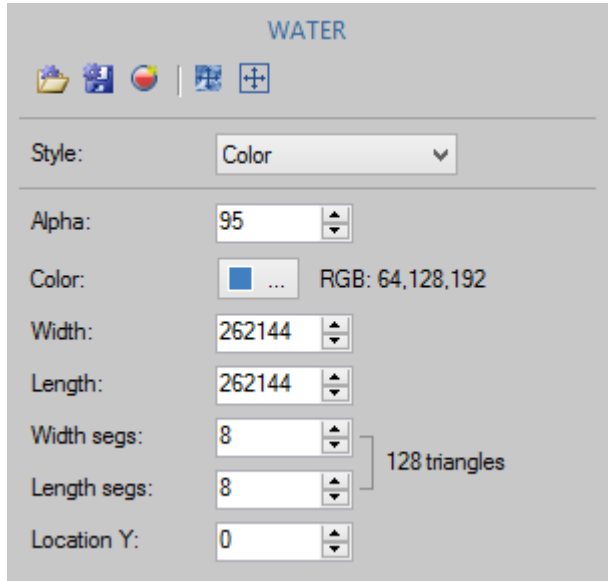 WATER
Style: Color
Alpha: 95
Color: ... RGB: 64,128,192
Width: 262144
Length: 262144
Width segs: 8
128 triangles
Length segs: 8
Location Y: 0